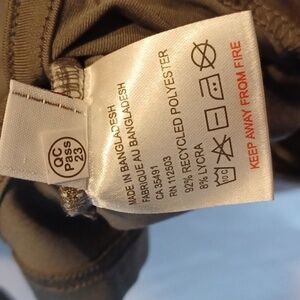 QC
Pass
23
MADE IN BANGLADESH
FABRIQUE AU BANGLADESH
CA 35491
RN 112503
92% RECYCLED POLYESTER
8% LYCRA
KEEP AWAY FROM FIRE